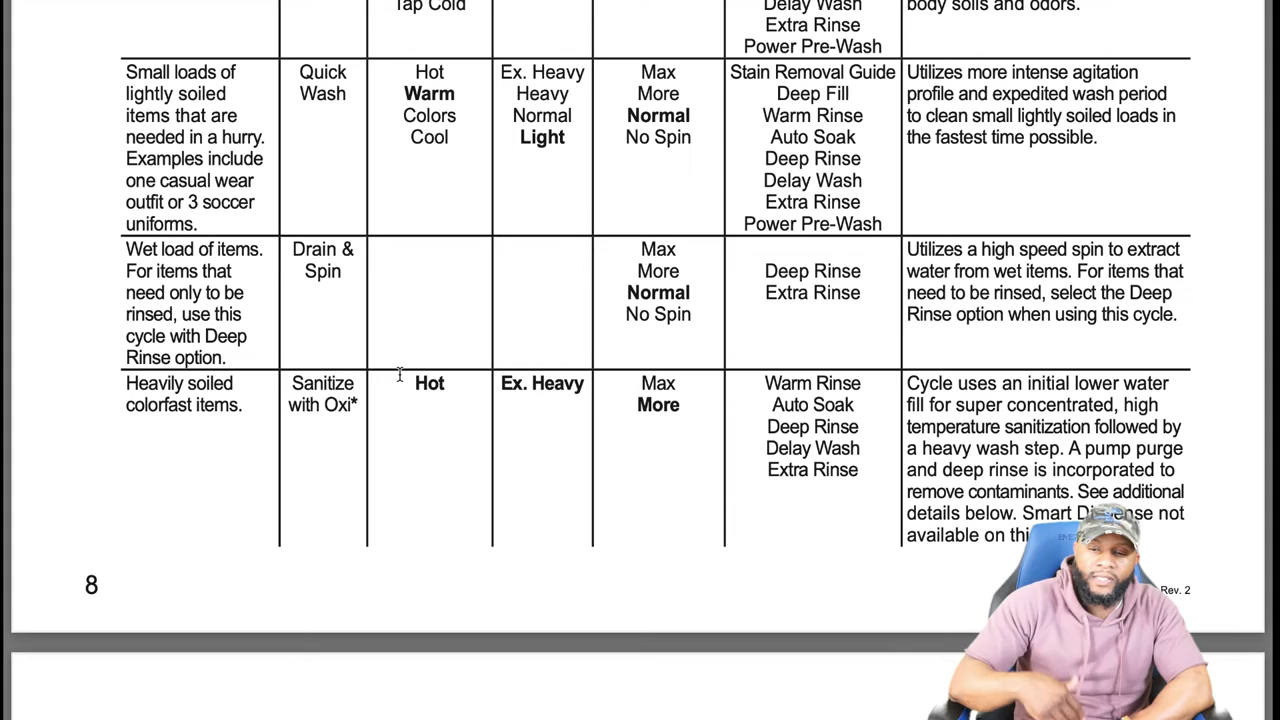 Tap Cold
Delay Wash
Extra Rinse
Power Pre-Wash
body soils and odors.
Small loads of
lightly soiled
items that are
needed in a hurry.
Examples include
one casual wear
outfit or 3 soccer
uniforms.
Quick
Wash
Hot
Warm
Colors
Cool
Ex. Heavy
Heavy
Normal
Light
Max
More
Normal
No Spin
Stain Removal Guide
Deep Fill
Warm Rinse
Auto Soak
Deep Rinse
Delay Wash
Extra Rinse
Power Pre-Wash
Utilizes more intense agitation
profile and expedited wash period
to clean small lightly soiled loads in
the fastest time possible.
Wet load of items.
For items that
need only to be
rinsed, use this
cycle with Deep
Rinse option.
Drain &
Spin
Max
More
Normal
No Spin
Deep Rinse
Extra Rinse
Utilizes a high speed spin to extract
water from wet items. For items that
need to be rinsed, select the Deep
Rinse option when using this cycle.
Heavily soiled
colorfast items.
Sanitize
with Oxi*
Hot
Ex. Heavy
Max
More
Warm Rinse
Auto Soak
Deep Rinse
Delay Wash
Extra Rinse
Cycle uses an initial lower water
fill for super concentrated, high
temperature sanitization followed by
a heavy wash step. A pump purge
and deep rinse is incorporated to
remove contaminants. See additional
details below. Smart not
available on
8
Rev. 2